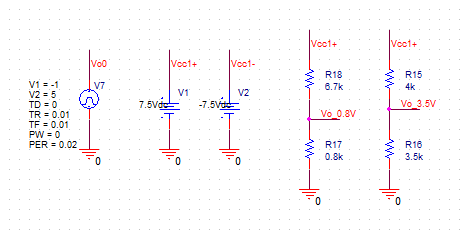 Vcc1+ Vcc1+
Vo0 Vcc1+ Vcc1-
R18 R15
6.7k 4k
V1 = -1
V2 = 5
TD = 0
TR = 0.01
TF = 0.01
PW = 0
PER = 0.02
V7
7.5Vdc V1
-7.5Vdc V2
Vo_0.8V Vo_3.5V
R17 R16
0.8k 3.5k
0 0 0
0 0